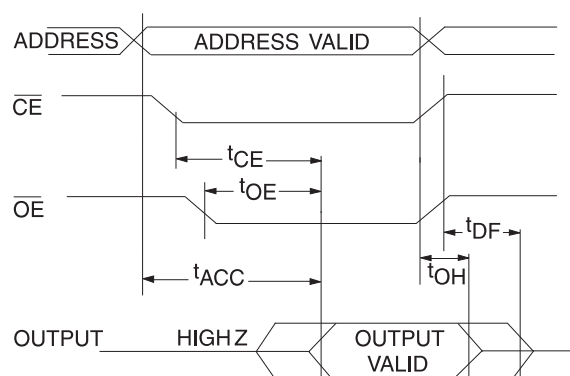 ADDRESS ADDRESS VALID
CE
tCE
tOE
OE
tDF
tACC
tOH
OUTPUT HIGH Z OUTPUT
VALID